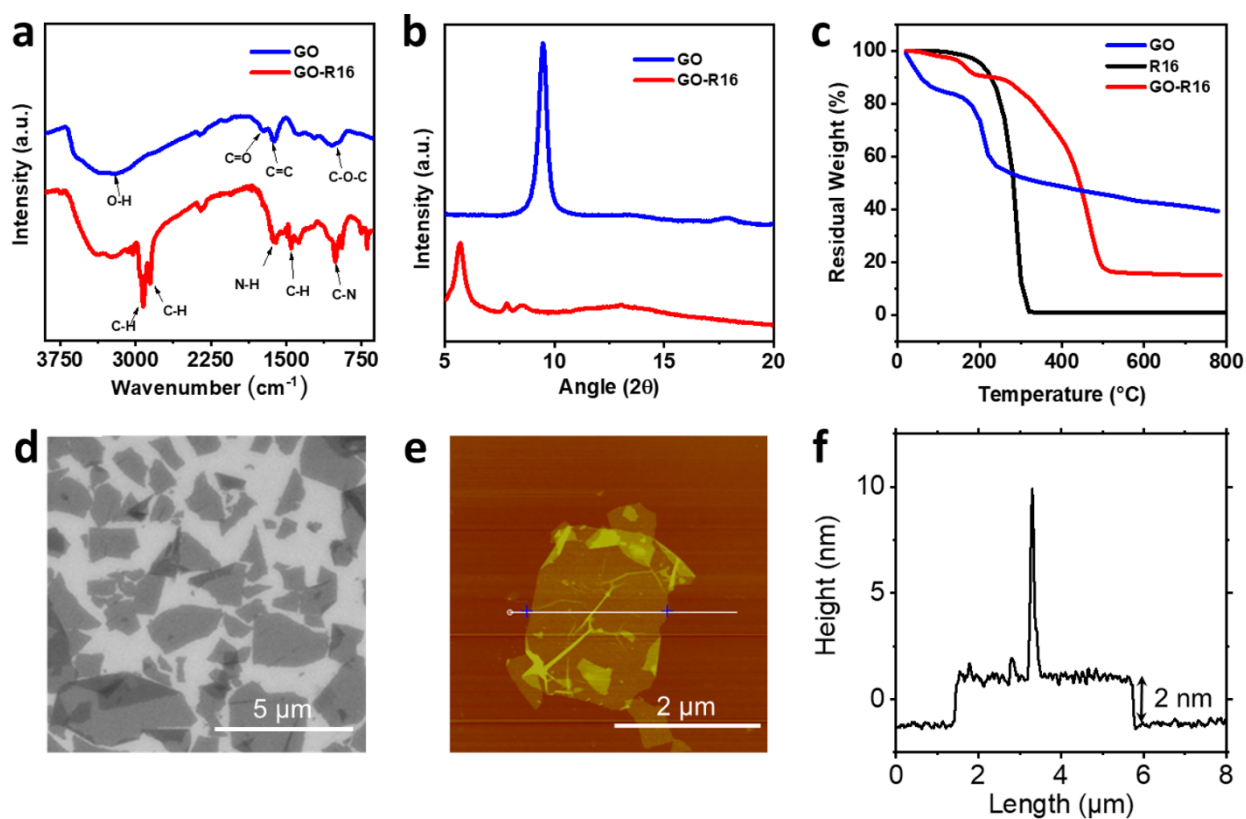 a
GO
GO-R16
Intensity (a.u.)
C=O
C=C
C-O-C
O-H
N-H
C-H
C-N
C-H
C-H
3750 3000 2250 1500 750
Wavenumber (cm⁻¹)
b
GO
GO-R16
Intensity (a.u.)
5 10 15 20
Angle (2θ)
c
GO
R16
GO-R16
Residual Weight (%)
100
80
60
40
20
0
0 200 400 600 800
Temperature (°C)
d
5 μm
e
2 μm
f
Height (nm)
10
5
0
2 nm
0 2 4 6 8
Length (μm)